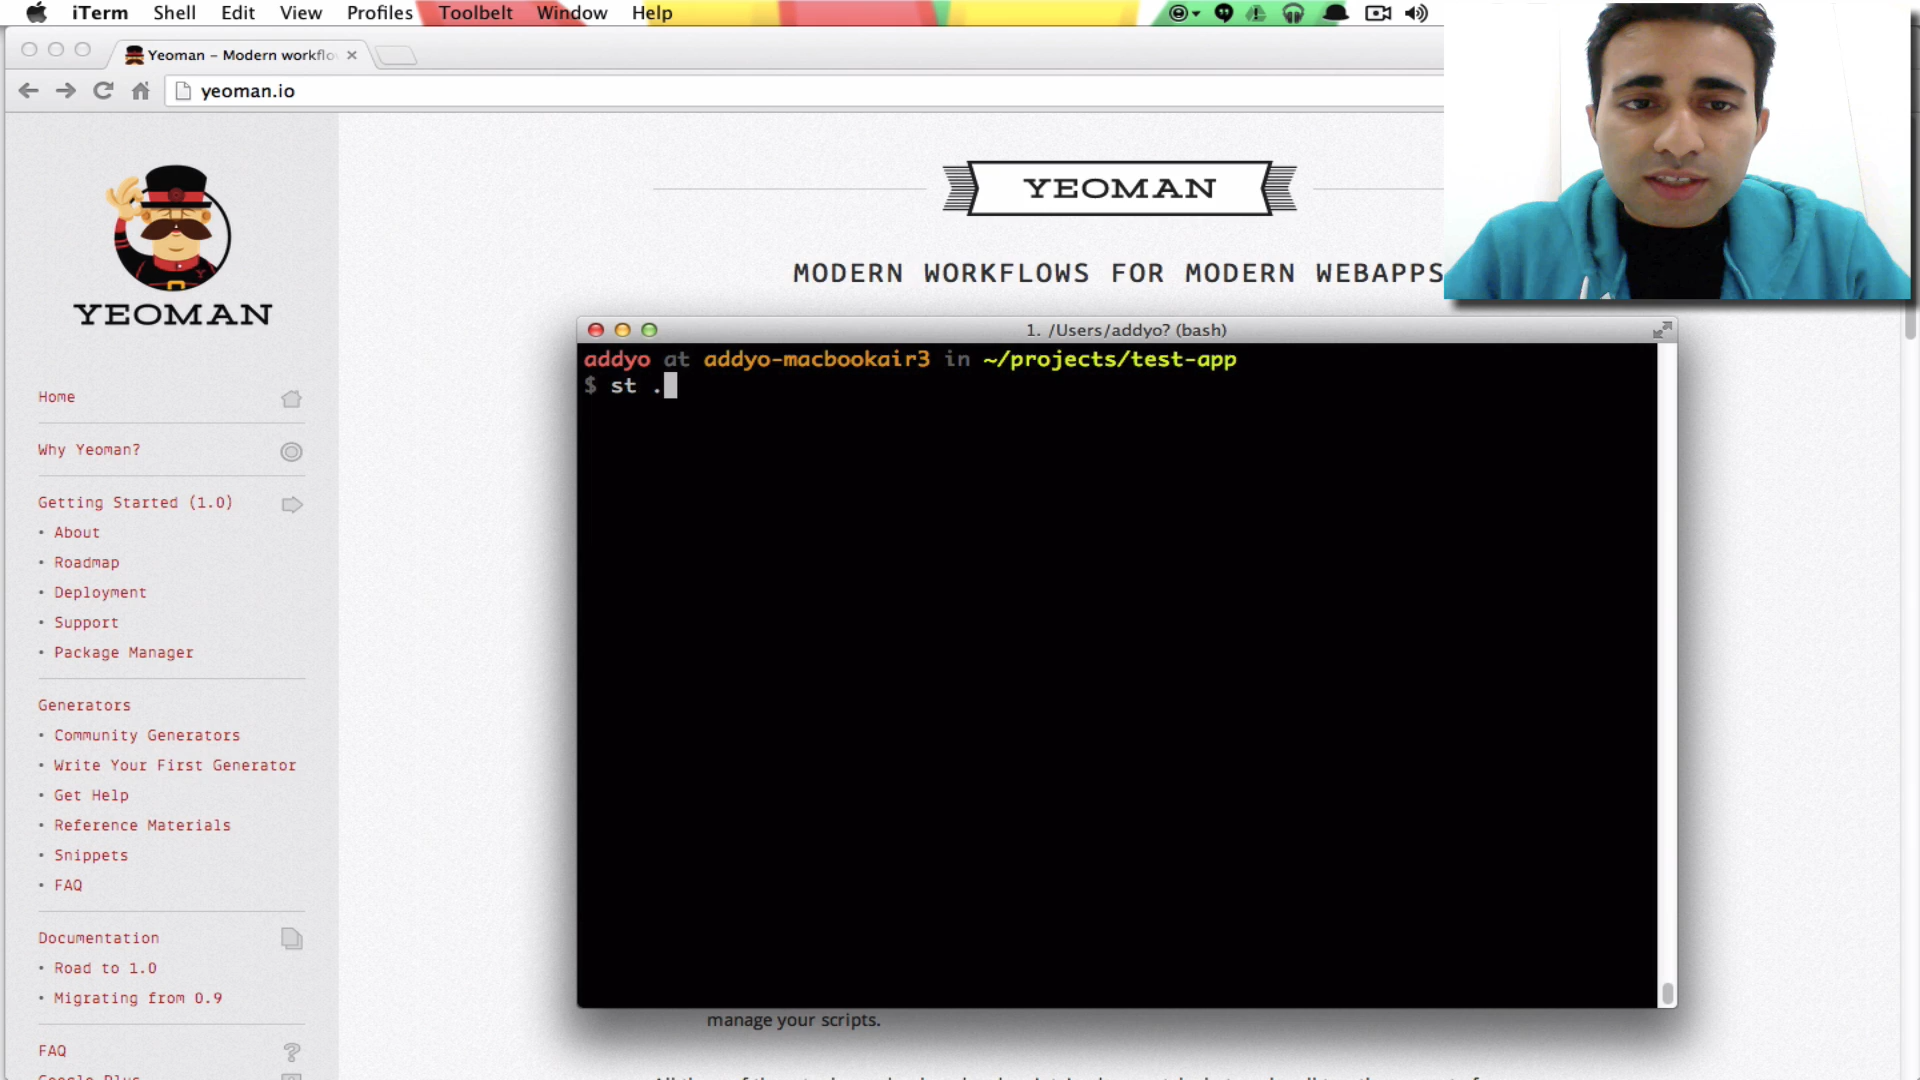 iTerm Shell Edit View Profiles Toolbelt Window Help
Yeoman – Modern workflo
yeoman.io
YEOMAN
YEOMAN
MODERN WORKFLOWS FOR MODERN WEBAPPS
Home
Why Yeoman?
Getting Started (1.0)
• About
• Roadmap
• Deployment
• Support
• Package Manager
Generators
• Community Generators
• Write Your First Generator
• Get Help
• Reference Materials
• Snippets
• FAQ
Documentation
• Road to 1.0
• Migrating from 0.9
FAQ
Google Plus
1. /Users/addyo? (bash)
addyo at addyo-macbookair3 in ~/projects/test-app
$ st .
manage your scripts.